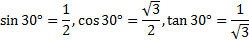 sin 30° = 1/2, cos 30° = √3/2, tan 30° = 1/√3